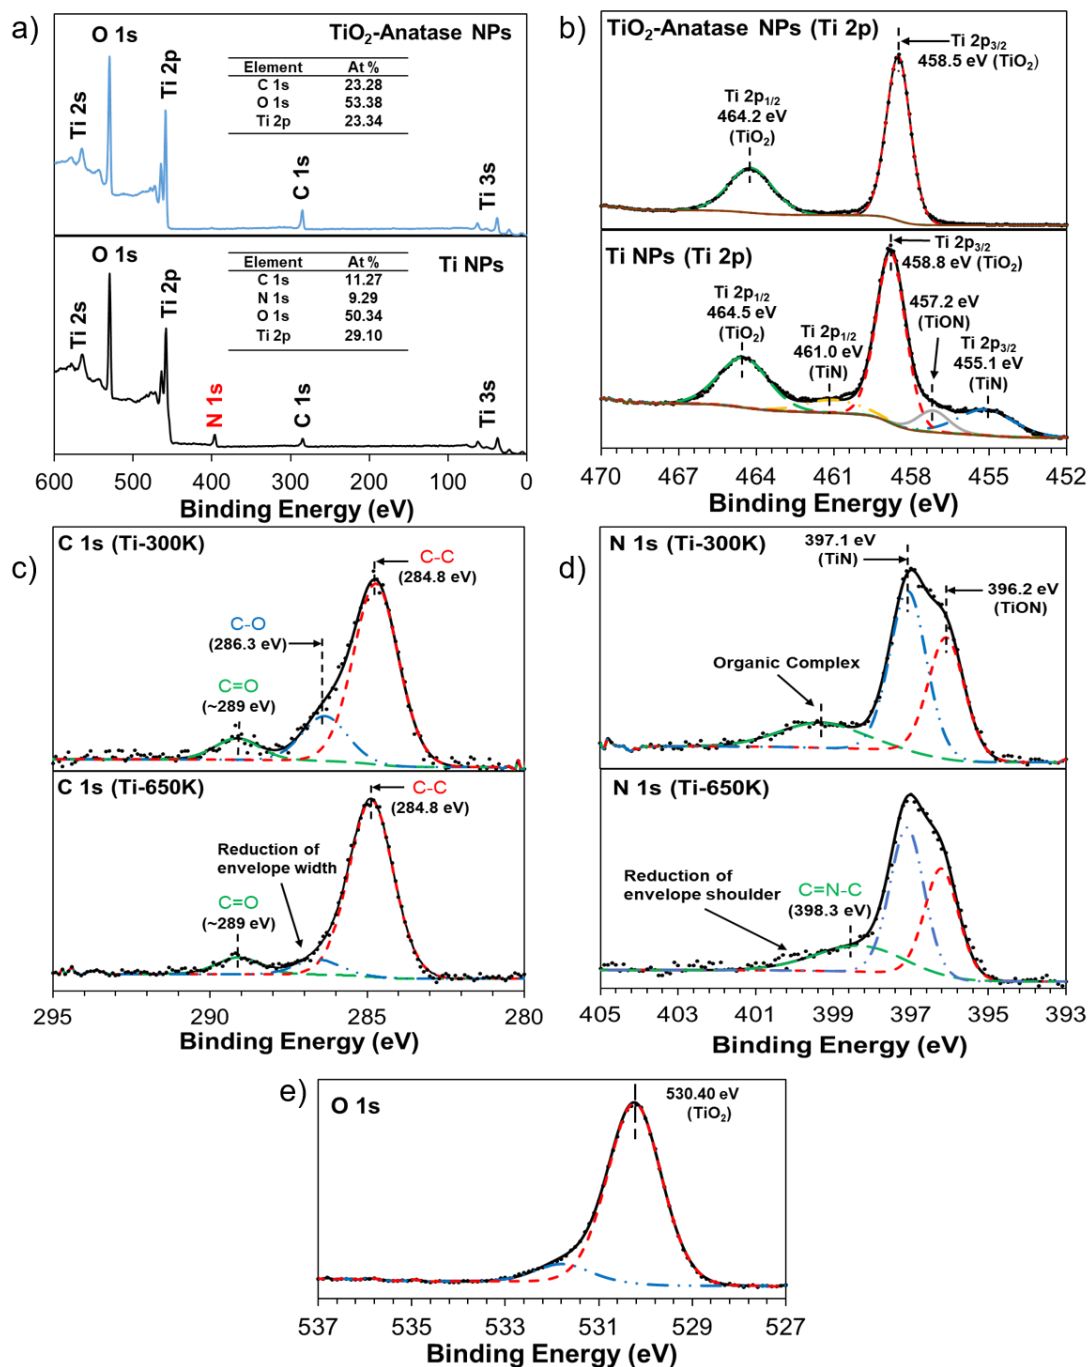 a)
TiO2-Anatase NPs
O 1s
Ti 2p
Ti 2s
Element At %
C 1s 23.28
O 1s 53.38
Ti 2p 23.34
C 1s
Ti 3s
Ti NPs
O 1s
Ti 2p
Ti 2s
Element At %
C 1s 11.27
N 1s 9.29
O 1s 50.34
Ti 2p 29.10
N 1s
C 1s
Ti 3s
600 500 400 300 200 100 0
Binding Energy (eV)
b)
TiO2-Anatase NPs (Ti 2p)
Ti 2p3/2
458.5 eV (TiO2)
Ti 2p1/2
464.2 eV
(TiO2)
Ti NPs (Ti 2p)
Ti 2p3/2
458.8 eV (TiO2)
Ti 2p1/2
464.5 eV
(TiO2)
Ti 2p1/2
461.0 eV
(TiN)
457.2 eV
(TiON)
Ti 2p3/2
455.1 eV
(TiN)
470 467 464 461 458 455 452
Binding Energy (eV)
c)
C 1s (Ti-300K)
C-C
(284.8 eV)
C-O
(286.3 eV)
C=O
(~289 eV)
C 1s (Ti-650K)
C-C
(284.8 eV)
Reduction of
envelope width
C=O
(~289 eV)
295 290 285 280
Binding Energy (eV)
d)
N 1s (Ti-300K)
397.1 eV
(TiN)
396.2 eV
(TiON)
Organic Complex
N 1s (Ti-650K)
Reduction of
envelope shoulder
C=N-C
(398.3 eV)
405 403 401 399 397 395 393
Binding Energy (eV)
e)
O 1s
530.40 eV
(TiO2)
537 535 533 531 529 527
Binding Energy (eV)